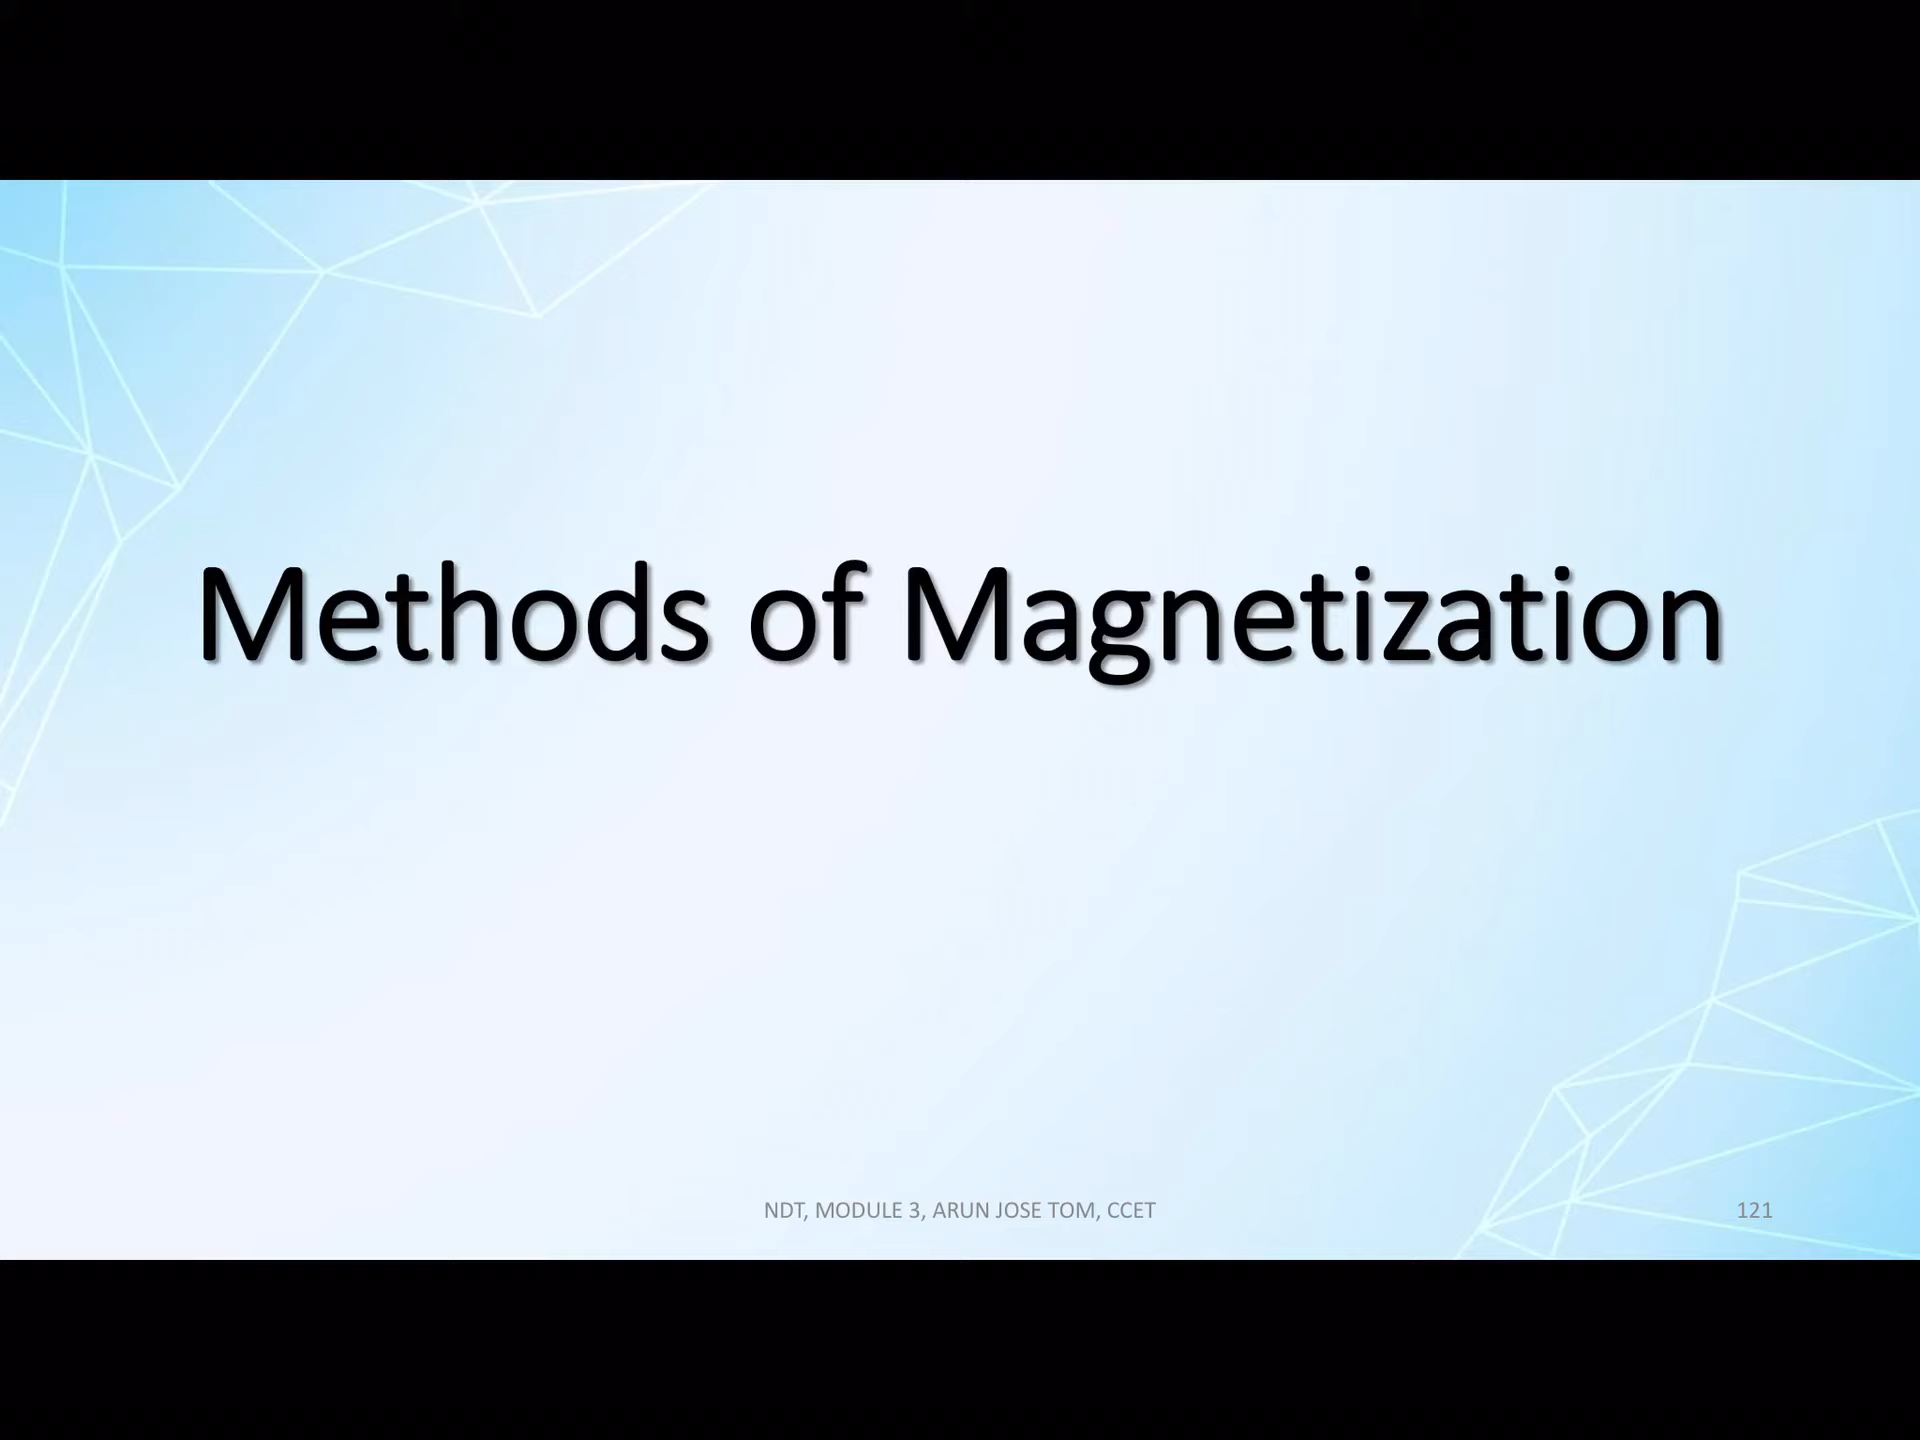 Methods of Magnetization
NDT, MODULE 3, ARUN JOSE TOM, CCET
121